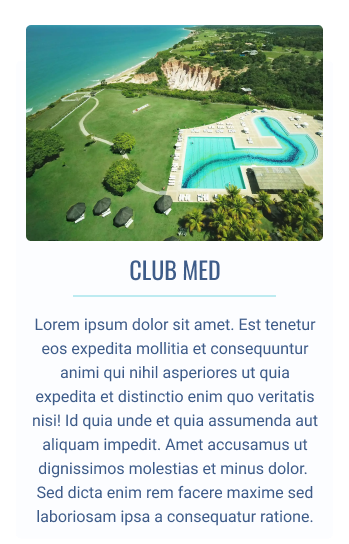 CLUB MED
Lorem ipsum dolor sit amet. Est tenetur
eos expedita mollitia et consequuntur
animi qui nihil asperiores ut quia
expedita et distinctio enim quo veritatis
nisi! Id quia unde et quia assumenda aut
aliquam impedit. Amet accusamus ut
dignissimos molestias et minus dolor.
Sed dicta enim rem facere maxime sed
laboriosam ipsa a consequatur ratione.